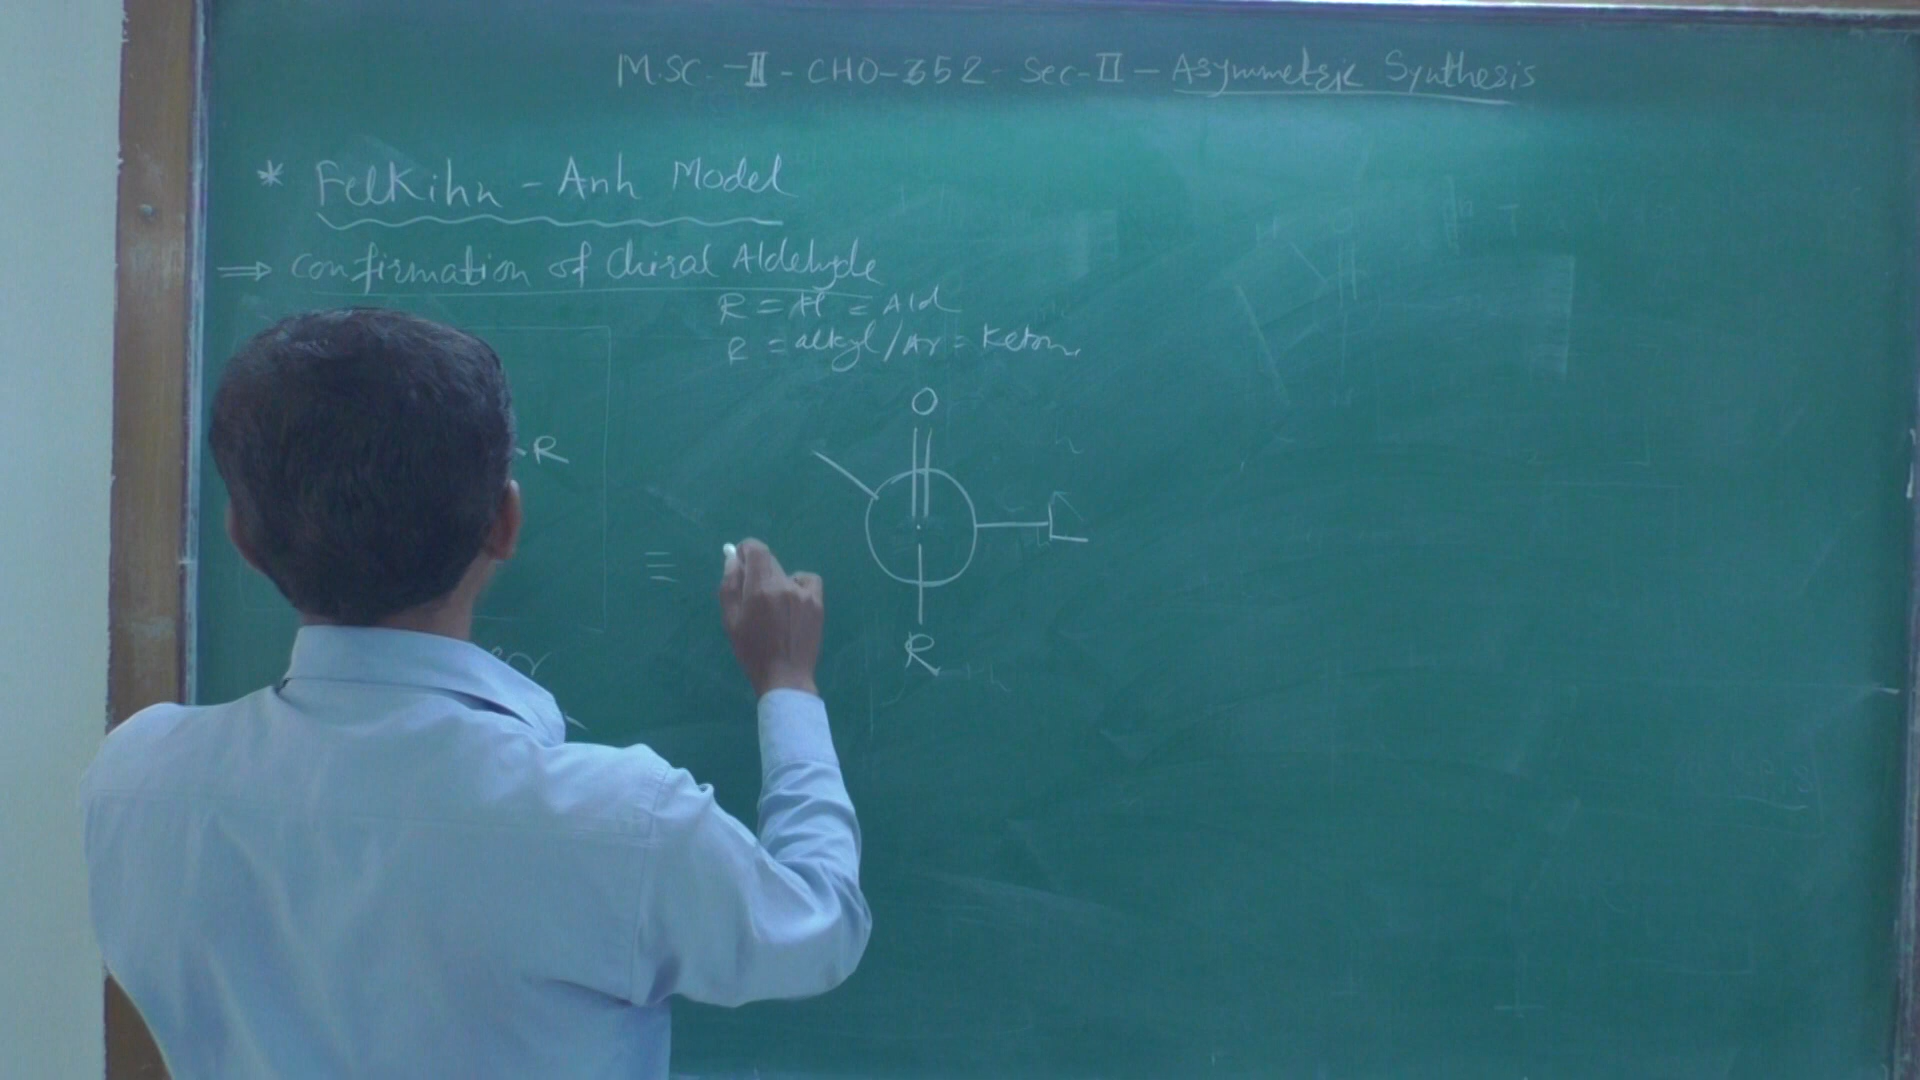 M.SC. -II - CHO-352- Sec-II - Asymmetric Synthesis
* Felkihn - Anh Model
⇒ Confirmation of Chiral Aldehyde
R = H = Ald
R = alkyl/Ar = Keton
O
-R
≡
L
R